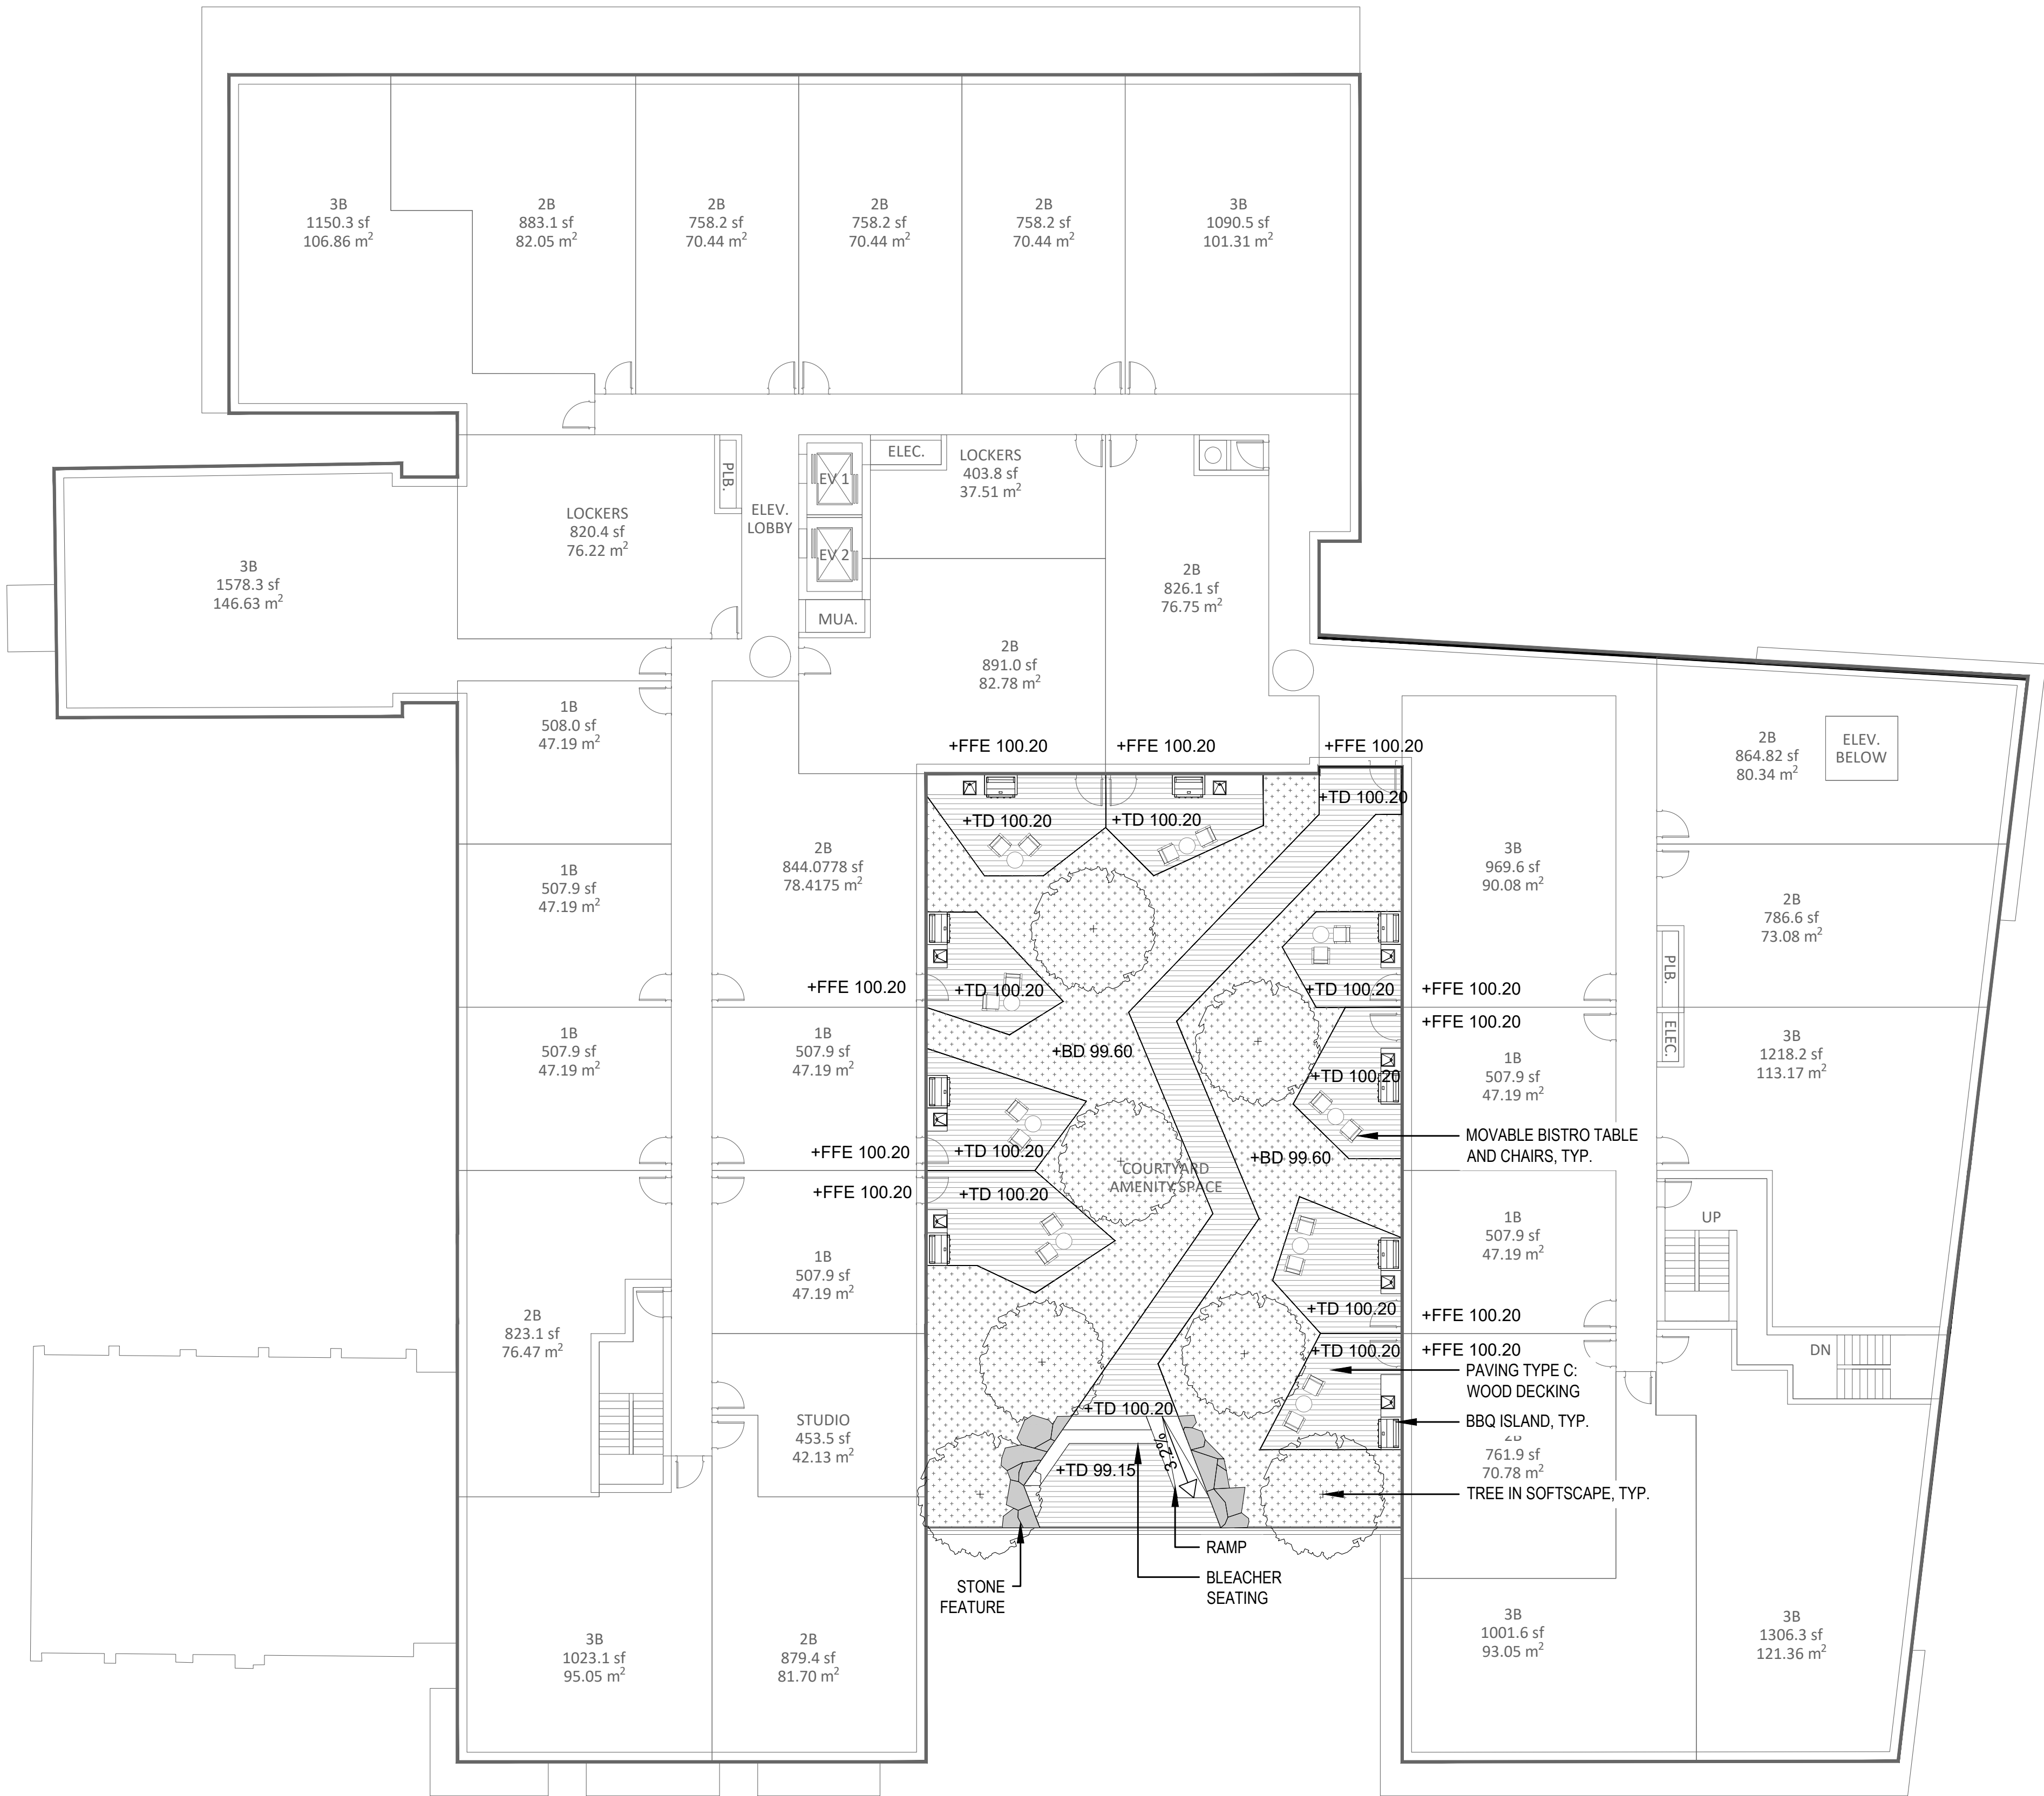 3B
1150.3 sf
106.86 m²
2B
883.1 sf
82.05 m²
2B
758.2 sf
70.44 m²
2B
758.2 sf
70.44 m²
2B
758.2 sf
70.44 m²
3B
1090.5 sf
101.31 m²
PLB.
ELEC.
LOCKERS
403.8 sf
37.51 m²
EV 1
LOCKERS
820.4 sf
76.22 m²
ELEV.
LOBBY
EV 2
3B
1578.3 sf
146.63 m²
2B
826.1 sf
76.75 m²
MUA.
2B
891.0 sf
82.78 m²
1B
508.0 sf
47.19 m²
2B
864.82 sf
80.34 m²
ELEV.
BELOW
+FFE 100.20
+FFE 100.20
+FFE 100.20
+TD 100.20
+TD 100.20
+TD 100.20
2B
844.0778 sf
78.4175 m²
3B
969.6 sf
90.08 m²
1B
507.9 sf
47.19 m²
2B
786.6 sf
73.08 m²
PLB.
+FFE 100.20
+TD 100.20
+TD 100.20
+FFE 100.20
+FFE 100.20
ELEC.
1B
507.9 sf
47.19 m²
1B
507.9 sf
47.19 m²
+BD 99.60
1B
507.9 sf
47.19 m²
3B
1218.2 sf
113.17 m²
+TD 100.20
MOVABLE BISTRO TABLE
AND CHAIRS, TYP.
+FFE 100.20
+TD 100.20
+BD 99.60
COURTYARD
AMENITY SPACE
+FFE 100.20
+TD 100.20
1B
507.9 sf
47.19 m²
1B
507.9 sf
47.19 m²
UP
2B
823.1 sf
76.47 m²
+TD 100.20
+FFE 100.20
+TD 100.20
+FFE 100.20
DN
PAVING TYPE C:
WOOD DECKING
+TD 100.20
BBQ ISLAND, TYP.
STUDIO
453.5 sf
42.13 m²
2B
761.9 sf
70.78 m²
3.2%
+TD 99.15
TREE IN SOFTSCAPE, TYP.
RAMP
BLEACHER
SEATING
STONE
FEATURE
3B
1023.1 sf
95.05 m²
2B
879.4 sf
81.70 m²
3B
1001.6 sf
93.05 m²
3B
1306.3 sf
121.36 m²